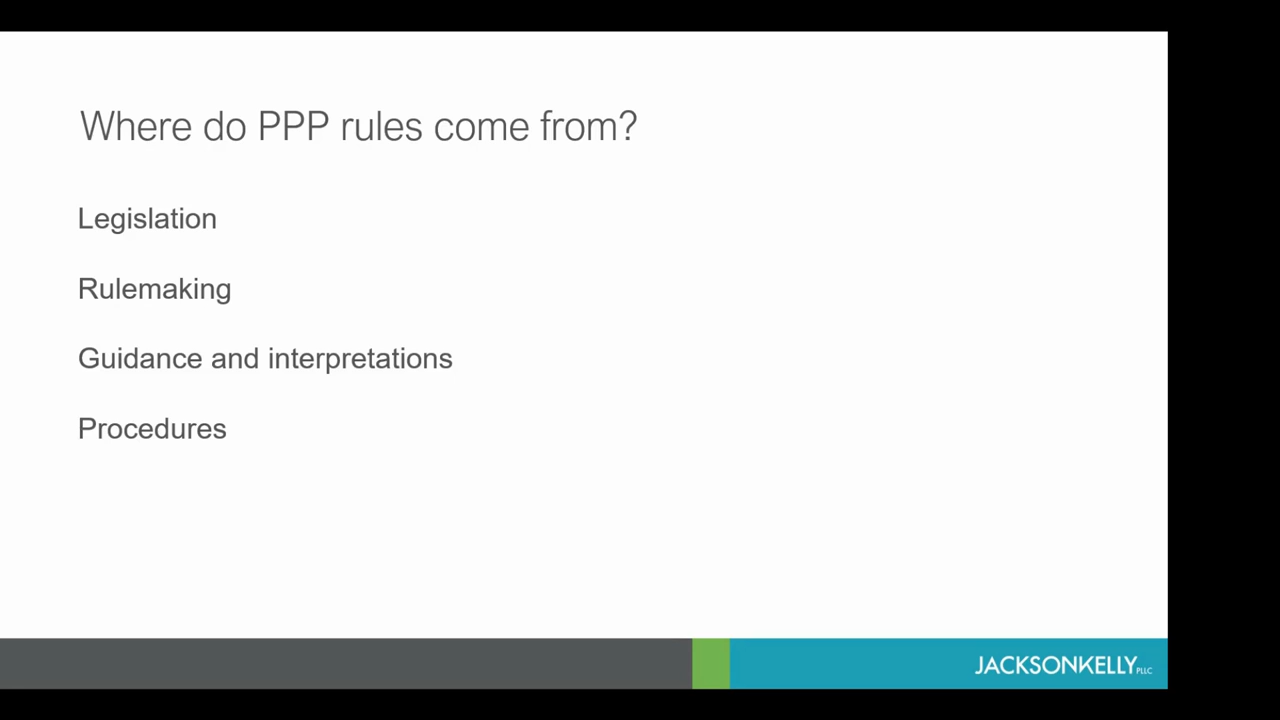 Where do PPP rules come from?
Legislation
Rulemaking
Guidance and interpretations
Procedures
JACKSONKELLY PLLC